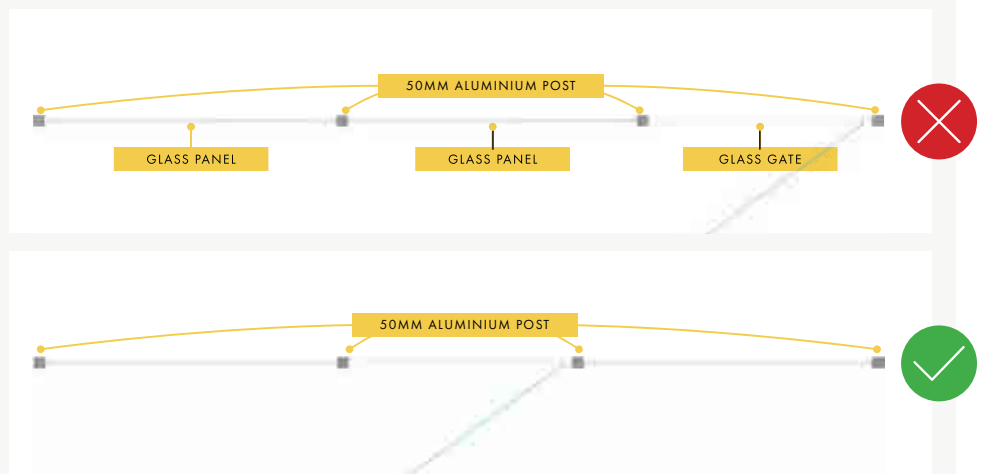 50MM ALUMINIUM POST
GLASS PANEL
GLASS PANEL
GLASS GATE
50MM ALUMINIUM POST